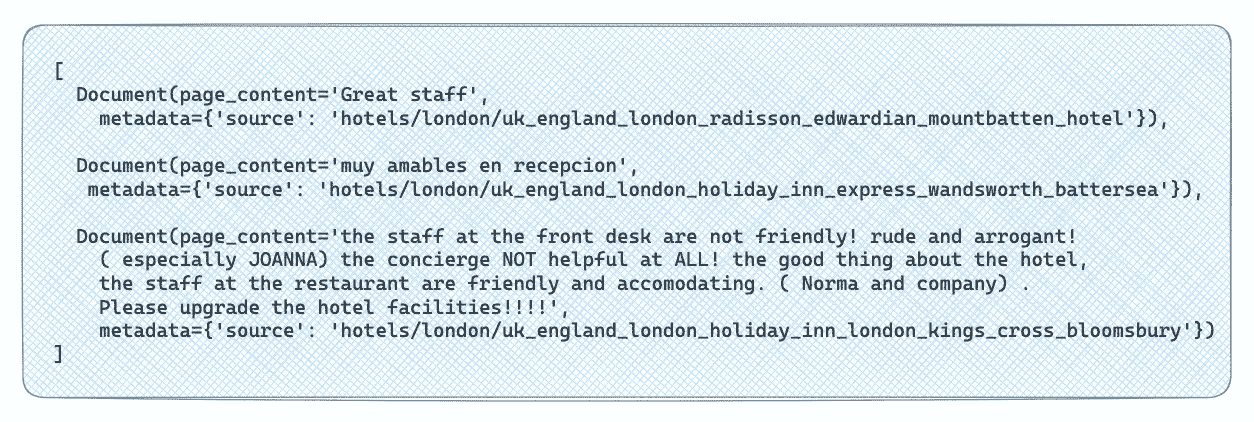 [
Document(page_content='Great staff',
metadata={'source': 'hotels/london/uk_england_london_radisson_edwardian_mountbatten_hotel'}),
Document(page_content='muy amables en recepcion',
metadata={'source': 'hotels/london/uk_england_london_holiday_inn_express_wandsworth_battersea'}),
Document(page_content='the staff at the front desk are not friendly! rude and arrogant!
( especially JOANNA) the concierge NOT helpful at ALL! the good thing about the hotel,
the staff at the restaurant are friendly and accomodating. ( Norma and company) .
Please upgrade the hotel facilities!!!!',
metadata={'source': 'hotels/london/uk_england_london_holiday_inn_london_kings_cross_bloomsbury'})
]